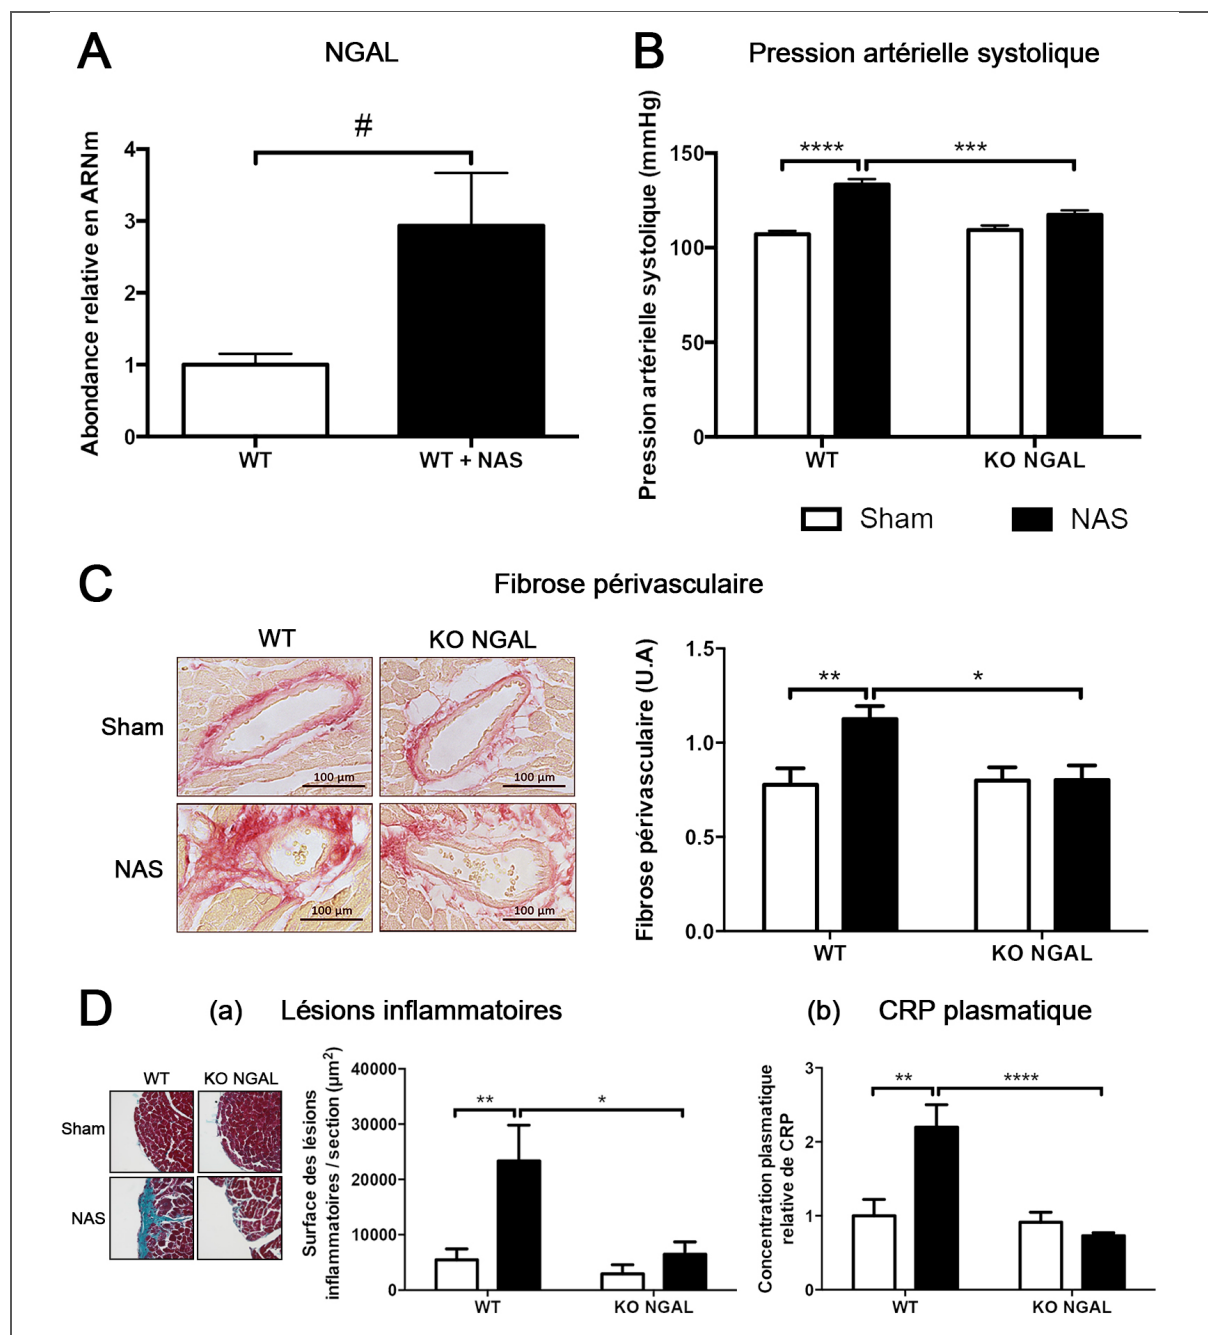 A
NGAL
#
Abondance relative en ARNm
4
3
2
1
0
WT
WT + NAS
B
Pression artérielle systolique
Pression artérielle systolique (mmHg)
150
100
50
0
****
***
WT
KO NGAL
Sham
NAS
C
Fibrose périvasculaire
WT
KO NGAL
Sham
100 µm
100 µm
NAS
100 µm
100 µm
Fibrose périvasculaire (U.A)
1.5
1.0
0.5
0.0
**
*
WT
KO NGAL
D
(a) Lésions inflammatoires
WT
KO NGAL
Sham
NAS
Surface des lésions
inflammatoires / section (µm²)
40000
30000
20000
10000
0
**
*
WT
KO NGAL
(b) CRP plasmatique
Concentration plasmatique
relative de CRP
3
2
1
0
**
****
WT
KO NGAL